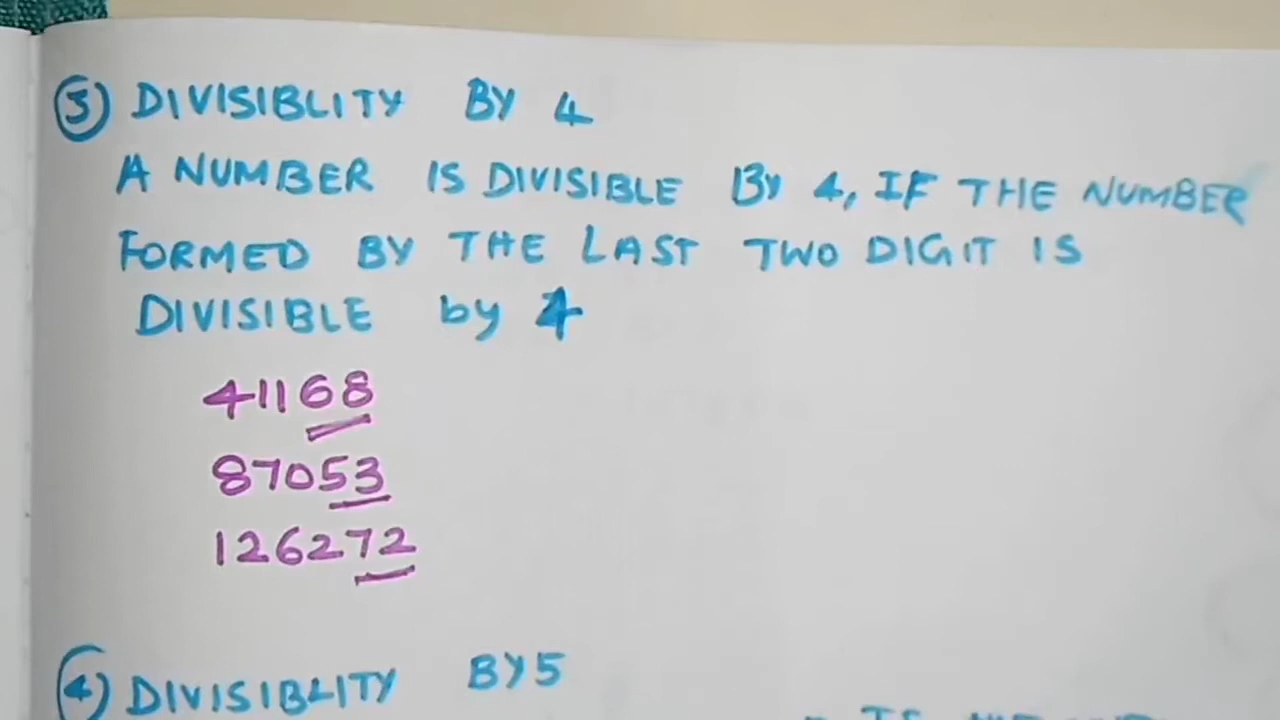 3 DIVISIBLITY BY 4
A NUMBER IS DIVISIBLE BY 4, IF THE NUMBER
FORMED BY THE LAST TWO DIGIT IS
DIVISIBLE by 4
41168
87053
126272
4) DIVISIBLITY BY5
IS